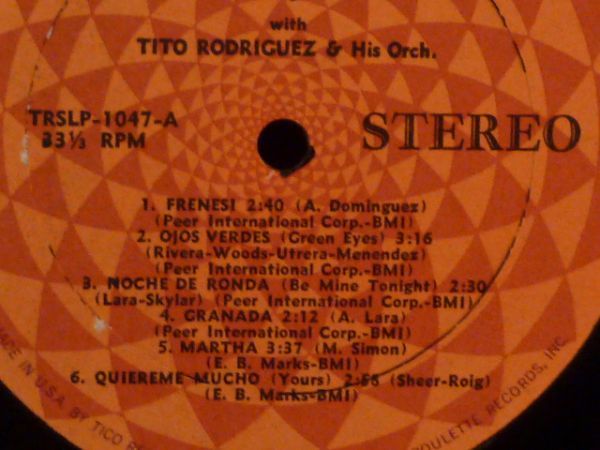 with
TITO RODRIGUEZ & His Orch.
TRSLP-1047-A
33⅓ RPM
STEREO
1. FRENESI 2:40 (A. Dominguez)
(Peer International Corp.-BMI)
2. OJOS VERDES (Green Eyes) 3:16
(Rivera-Woods-Utrera-Menendez)
(Peer International Corp.-BMI)
3. NOCHE DE RONDA (Be Mine Tonight) 2:30
(Lara-Skylar) (Peer International Corp.-BMI)
4. GRANADA 2:12 (A. Lara)
(Peer International Corp.-BMI)
5. MARTHA 3:37 (M. Simon)
(E. B. Marks-BMI)
6. QUIEREME MUCHO (Yours) 2:56 (Sheer-Roig)
(E. B. Marks-BMI)
IN U.S.A. BY TICO RECORDS, INC.